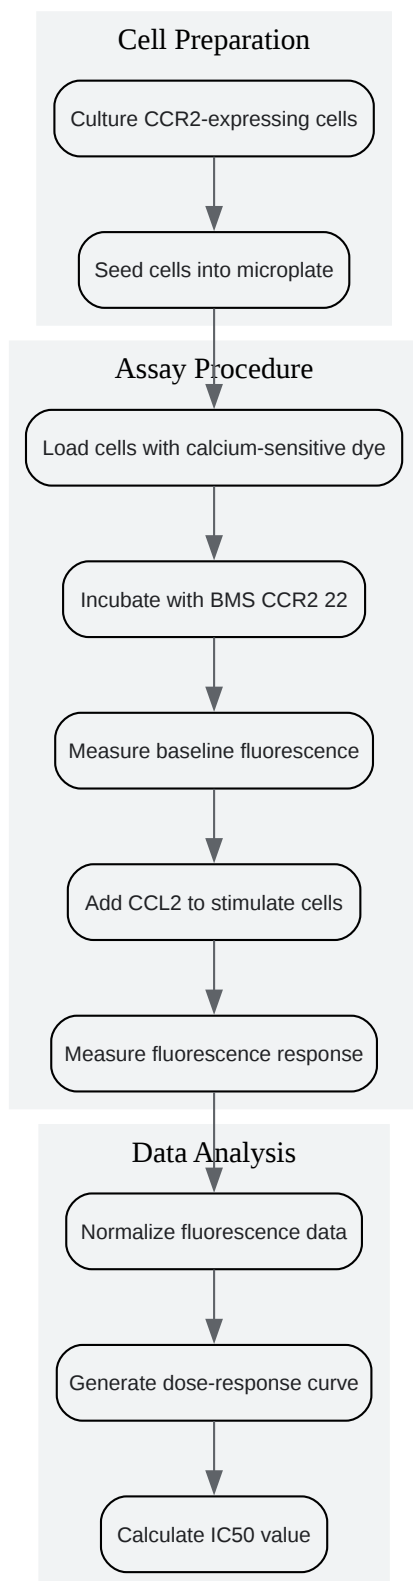 Cell Preparation
Culture CCR2-expressing cells
Seed cells into microplate
Assay Procedure
Load cells with calcium-sensitive dye
Incubate with BMS CCR2 22
Measure baseline fluorescence
Add CCL2 to stimulate cells
Measure fluorescence response
Data Analysis
Normalize fluorescence data
Generate dose-response curve
Calculate IC50 value